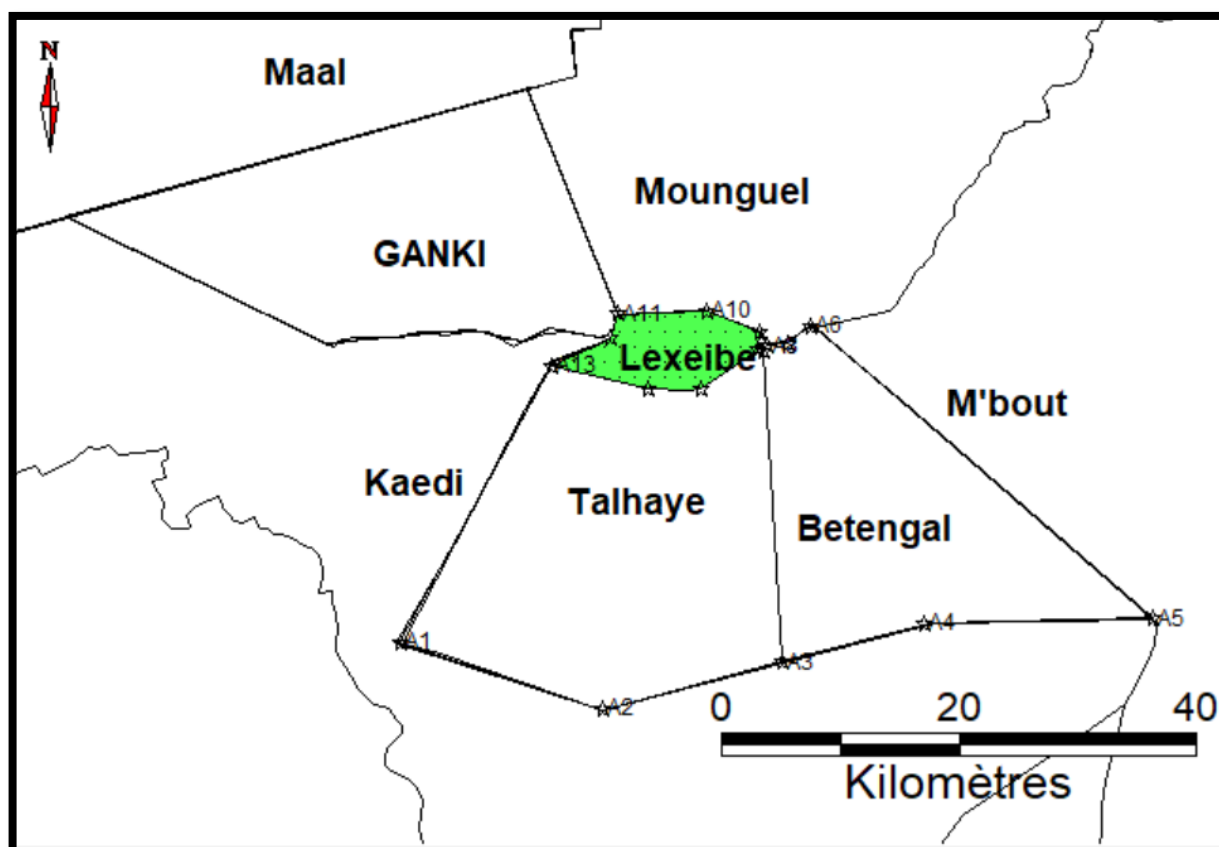 N
Maal
Mounguel
GANKI
A11
A10
A6
Lexeibe
A13
M'bout
Kaedi
Talhaye
Betengal
A1
A2
A3
A4
A5
0 20 40
Kilomètres